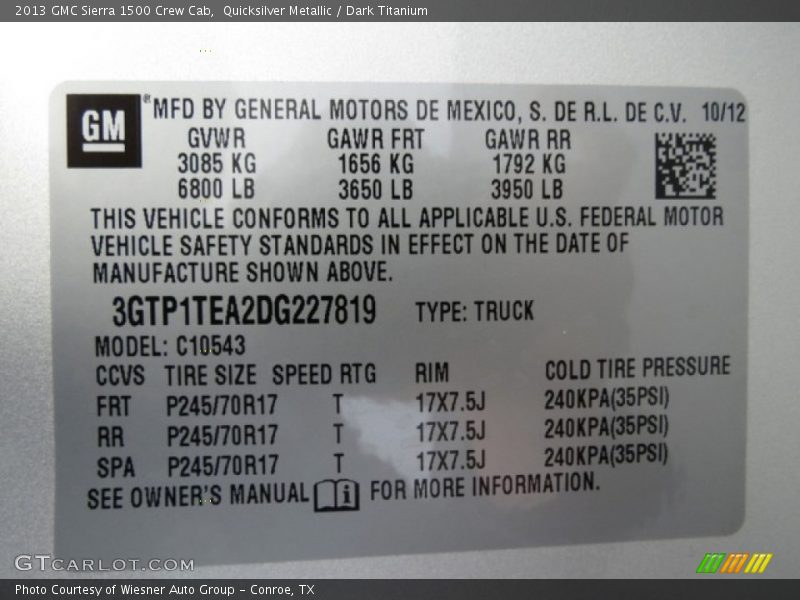 2013 GMC Sierra 1500 Crew Cab, Quicksilver Metallic / Dark Titanium
GM ® MFD BY GENERAL MOTORS DE MEXICO, S. DE R.L. DE C.V. 10/12
GVWR GAWR FRT GAWR RR
3085 KG 1656 KG 1792 KG
6800 LB 3650 LB 3950 LB
THIS VEHICLE CONFORMS TO ALL APPLICABLE U.S. FEDERAL MOTOR
VEHICLE SAFETY STANDARDS IN EFFECT ON THE DATE OF
MANUFACTURE SHOWN ABOVE.
3GTP1TEA2DG227819 TYPE: TRUCK
MODEL: C10543
CCVS TIRE SIZE SPEED RTG RIM COLD TIRE PRESSURE
FRT P245/70R17 T 17X7.5J 240KPA(35PSI)
RR P245/70R17 T 17X7.5J 240KPA(35PSI)
SPA P245/70R17 T 17X7.5J 240KPA(35PSI)
SEE OWNER'S MANUAL i FOR MORE INFORMATION.
GTCARLOT.COM
Photo Courtesy of Wiesner Auto Group - Conroe, TX